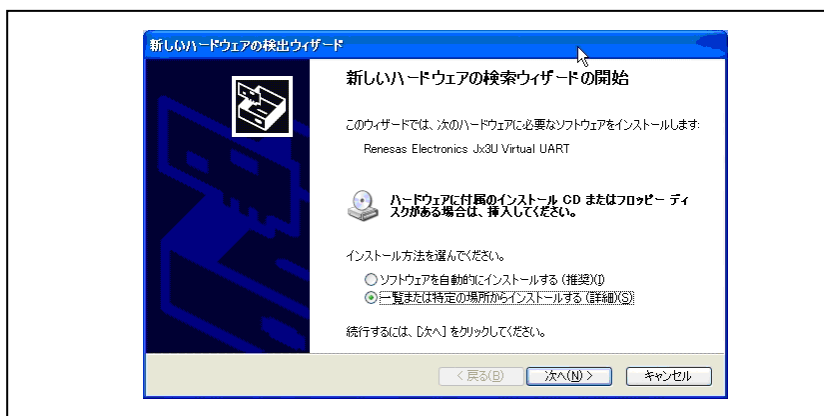 新しいハードウェアの検出ウィザード
新しいハードウェアの検索ウィザードの開始
このウィザードでは、次のハードウェアに必要なソフトウェアをインストールします:
Renesas Electronics Jx3U Virtual UART
ハードウェアに付属のインストール CD またはフロッピー ディ
スクがある場合は、挿入してください。
インストール方法を選んでください。
ソフトウェアを自動的にインストールする (推奨)(I)
一覧または特定の場所からインストールする (詳細)(S)
続行するには、[次へ] をクリックしてください。
< 戻る(B) 次へ(N) > キャンセル